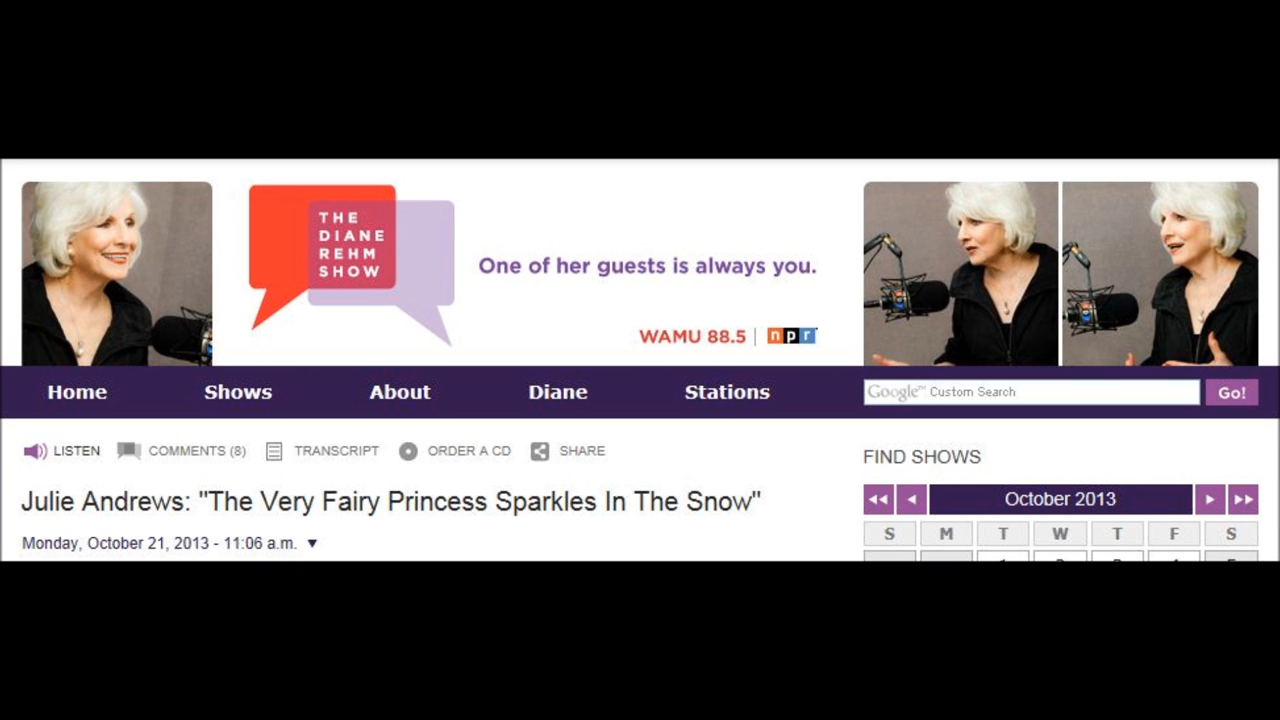 THE
DIANE
REHM
SHOW
One of her guests is always you.
WAMU 88.5 | npr
Home Shows About Diane Stations
Google™ Custom Search Go!
LISTEN COMMENTS (8) TRANSCRIPT ORDER A CD SHARE
Julie Andrews: "The Very Fairy Princess Sparkles In The Snow"
Monday, October 21, 2013 - 11:06 a.m.
FIND SHOWS
October 2013
S M T W T F S